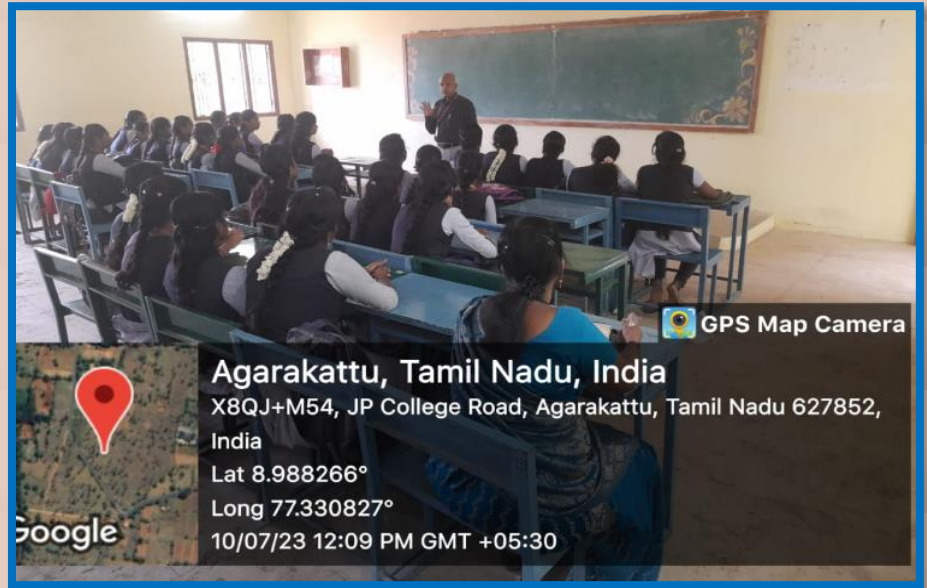 GPS Map Camera
Agarakattu, Tamil Nadu, India
X8QJ+M54, JP College Road, Agarakattu, Tamil Nadu 627852,
India
Lat 8.988266°
Long 77.330827°
10/07/23 12:09 PM GMT +05:30
Google